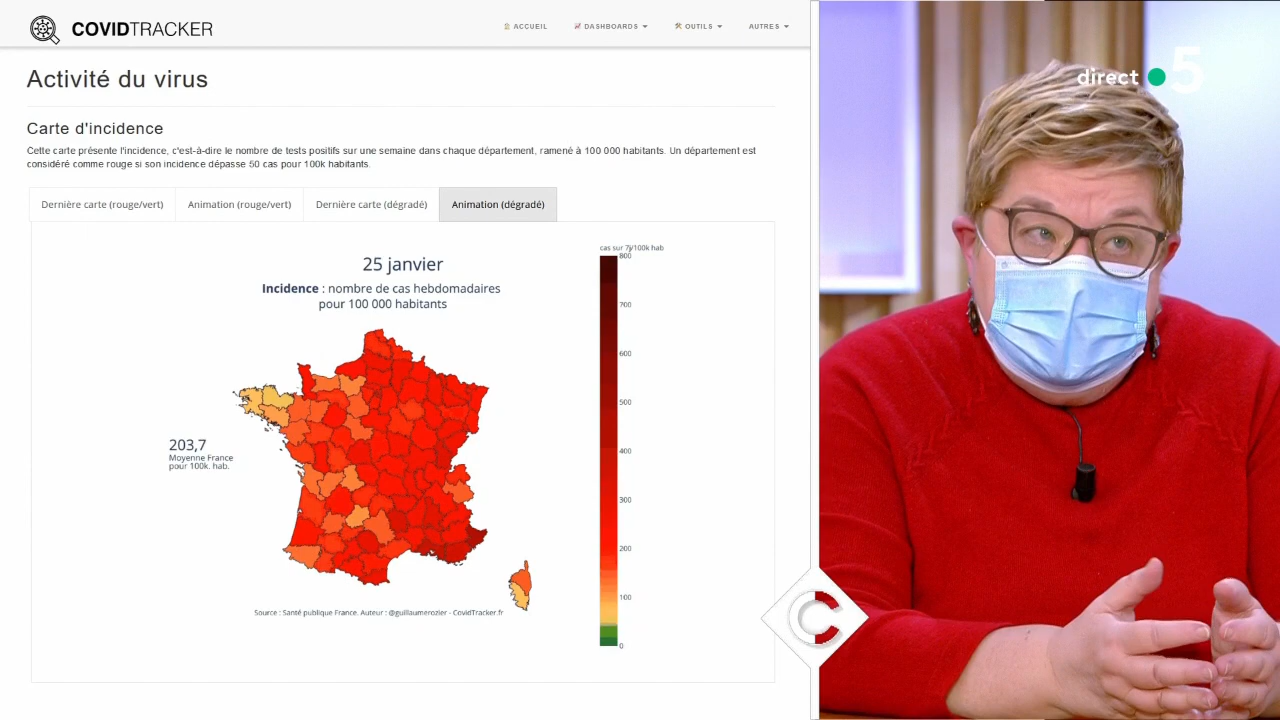 COVIDTRACKER
ACCUEIL
DASHBOARDS
OUTILS
AUTRES
direct 5
Activité du virus
Carte d'incidence
Cette carte présente l'incidence, c'est-à-dire le nombre de tests positifs sur une semaine dans chaque département, ramené à 100 000 habitants. Un département est
considéré comme rouge si son incidence dépasse 50 cas pour 100k habitants.
Dernière carte (rouge/vert)
Animation (rouge/vert)
Dernière carte (dégradé)
Animation (dégradé)
cas sur 7j/100k hab
25 janvier
Incidence : nombre de cas hebdomadaires
pour 100 000 habitants
800
700
600
500
400
300
200
100
0
203,7
Moyenne France
pour 100k. hab.
Source : Santé publique France. Auteur : @guillaumerozier - CovidTracker.fr
C